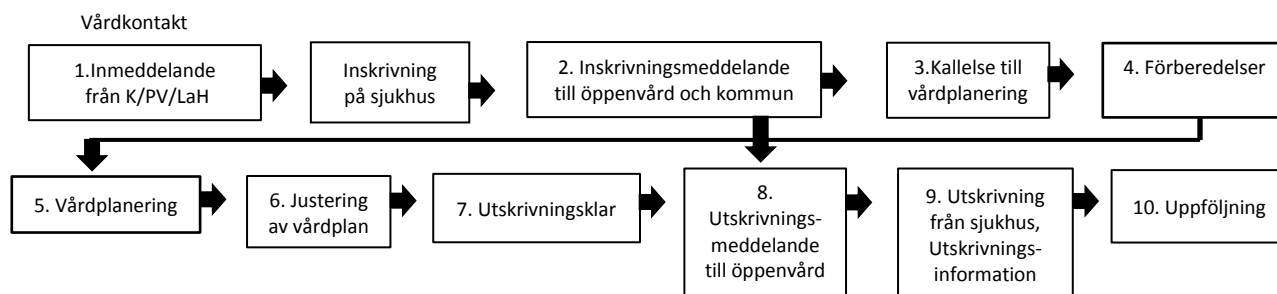 Vårdkontakt
1.Inmeddelande
från K/PV/LaH
Inskrivning
på sjukhus
2. Inskrivningsmeddelande
till öppenvård och kommun
3.Kallelse till
vårdplanering
4. Förberedelser
5. Vårdplanering
6. Justering
av vårdplan
7. Utskrivningsklar
8.
Utskrivnings-
meddelande
till öppenvård
9. Utskrivning
från sjukhus,
Utskrivnings-
information
10. Uppföljning